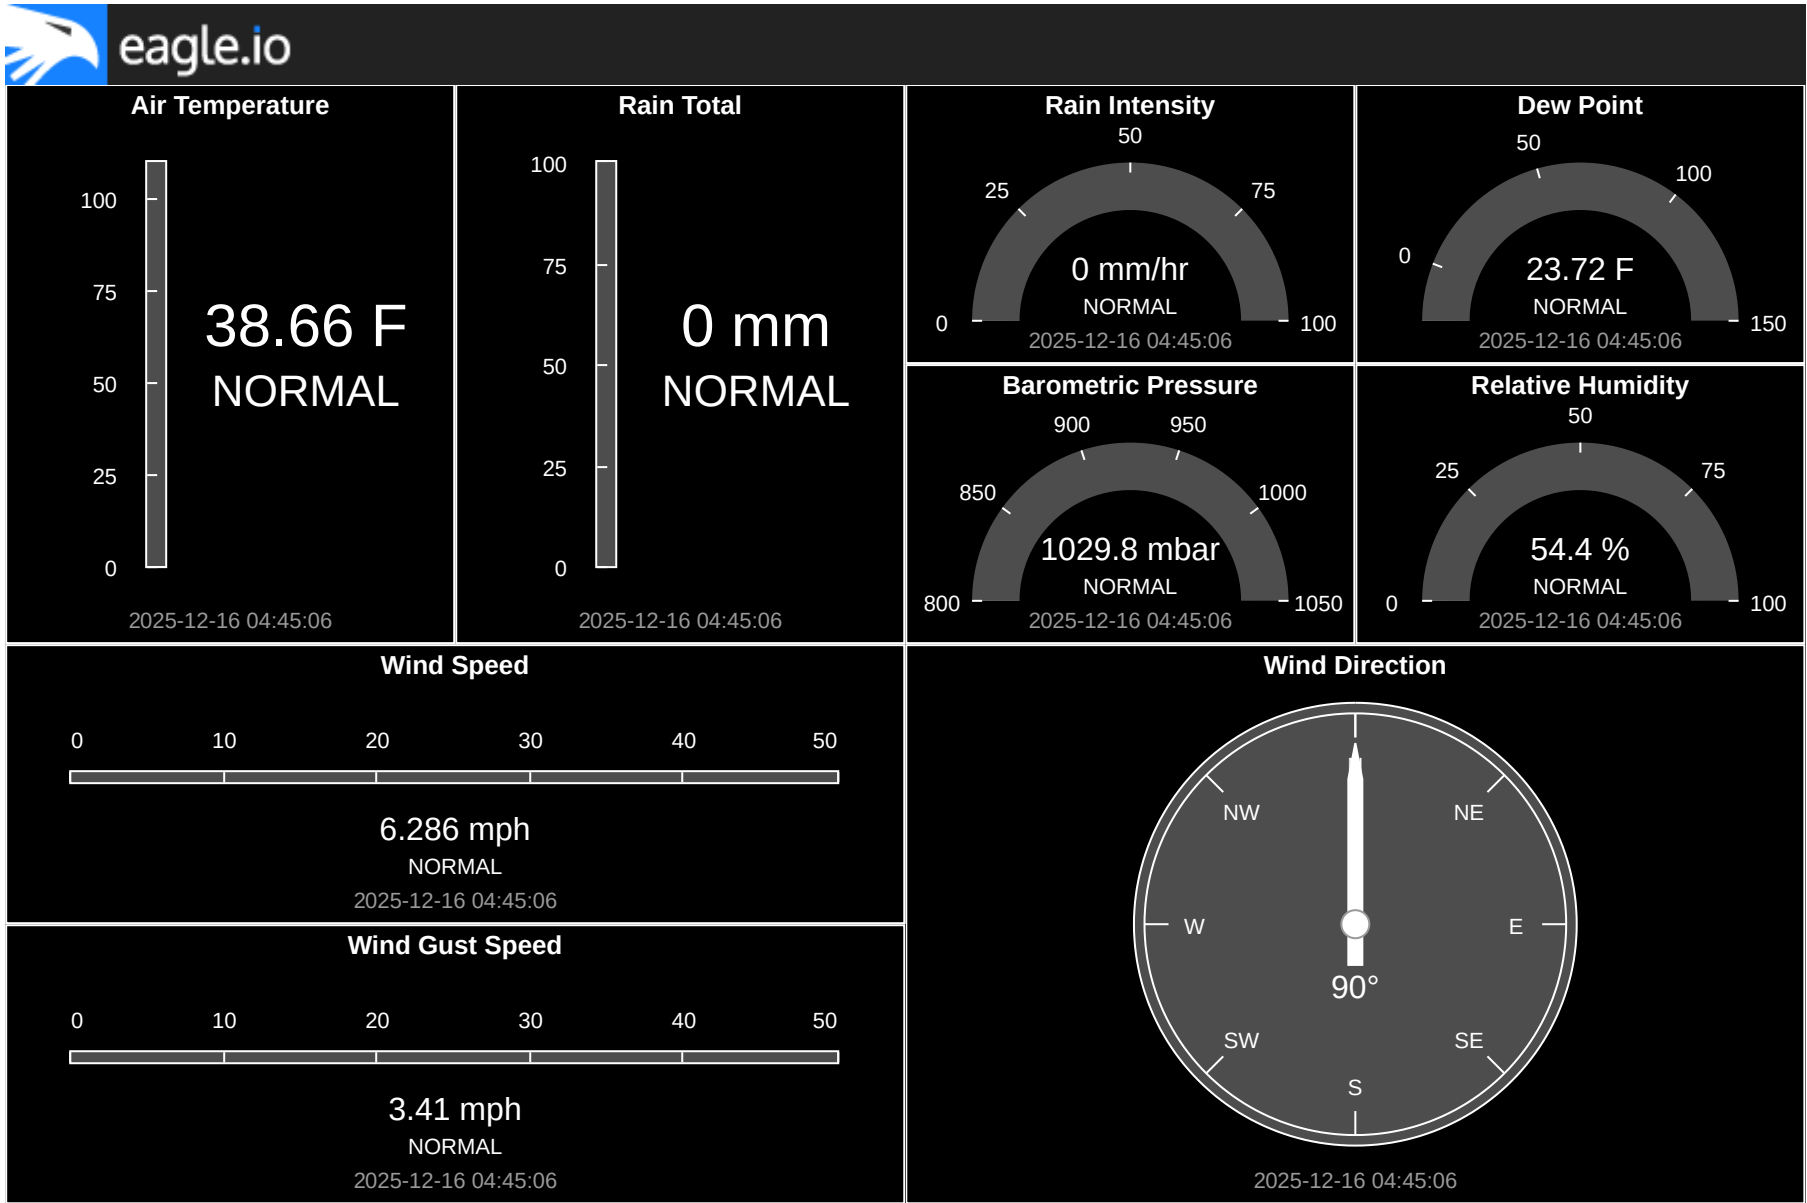 eagle.io
Air Temperature
100
75
50
25
0
38.66 F
NORMAL
2025-12-16 04:45:06
Rain Total
100
75
50
25
0
0 mm
NORMAL
2025-12-16 04:45:06
Rain Intensity
50
25
75
0
100
0 mm/hr
NORMAL
2025-12-16 04:45:06
Dew Point
50
100
0
150
23.72 F
NORMAL
2025-12-16 04:45:06
Barometric Pressure
900
950
850
1000
800
1050
1029.8 mbar
NORMAL
2025-12-16 04:45:06
Relative Humidity
50
25
75
0
100
54.4 %
NORMAL
2025-12-16 04:45:06
Wind Speed
0 10 20 30 40 50
6.286 mph
NORMAL
2025-12-16 04:45:06
Wind Gust Speed
0 10 20 30 40 50
3.41 mph
NORMAL
2025-12-16 04:45:06
Wind Direction
NW NE
W E
90°
SW SE
S
2025-12-16 04:45:06